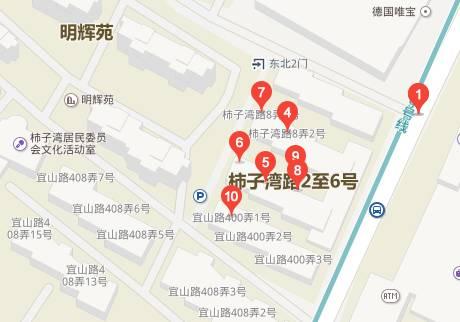 德国唯宝
明辉苑
东北2门
1
7
4
明辉苑
号线
柿子湾路8弄2号
柿子湾居民委员
会文化活动室
6
9
5
8
宜山路408弄7号
柿子湾路2至6号
10
P
宜山路408弄6号
宜山路400弄1号
宜山路4
08弄15号
宜山路408弄5号
宜山路400弄2号
宜山路400弄3号
宜山路4
08弄13号
宜山路408弄3号
ATM
宜山路408弄2号